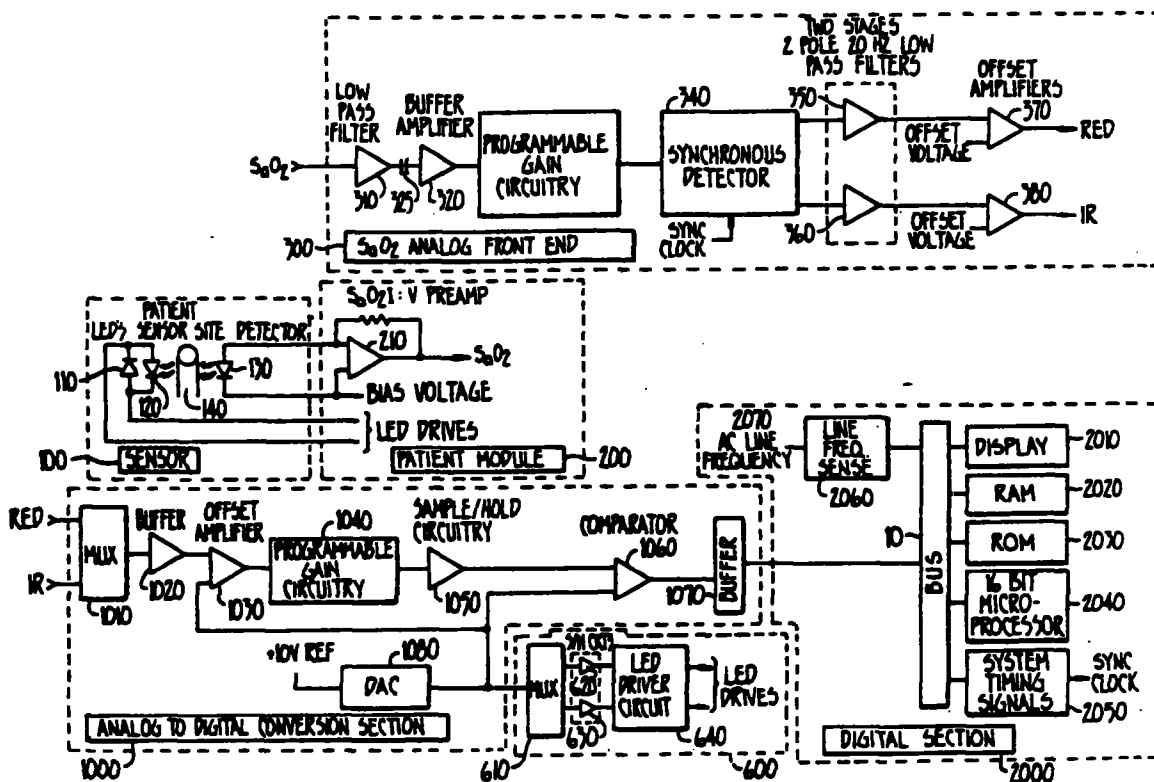 TWO STAGES
2 POLE 20 HZ LOW
PASS FILTERS
LOW
PASS
FILTER
BUFFER
AMPLIFIER
340
350
OFFSET
AMPLIFIERS
370
SaO2
310
325
320
PROGRAMMABLE
GAIN
CIRCUITRY
SYNCHRONOUS
DETECTOR
OFFSET
VOLTAGE
RED
380
300
SaO2 ANALOG FRONT END
SYNC
CLOCK
360
OFFSET
VOLTAGE
IR
PATIENT
LED'S SENSOR SITE DETECTOR
SaO2 I:V PREAMP
210
SaO2
110
120
140
130
BIAS VOLTAGE
LED DRIVES
100
SENSOR
PATIENT MODULE
200
2070
AC LINE
FREQUENCY
LINE
FREQ.
SENSE
2060
10
BUS
DISPLAY
2010
RAM
2020
ROM
2030
16 BIT
MICRO-
PROCESSOR
2040
SYSTEM
TIMING
SIGNALS
2050
SYNC
CLOCK
DIGITAL SECTION
2000
RED
IR
MUX
1010
BUFFER
1020
OFFSET
AMPLIFIER
1030
1040
PROGRAMMABLE
GAIN
CIRCUITRY
SAMPLE/HOLD
CIRCUITRY
1050
COMPARATOR
1060
BUFFER
1070
+10V REF
1080
DAC
MUX
620
630
LED
DRIVER
CIRCUIT
LED
DRIVES
ANALOG TO DIGITAL CONVERSION SECTION
1000
610
640
600